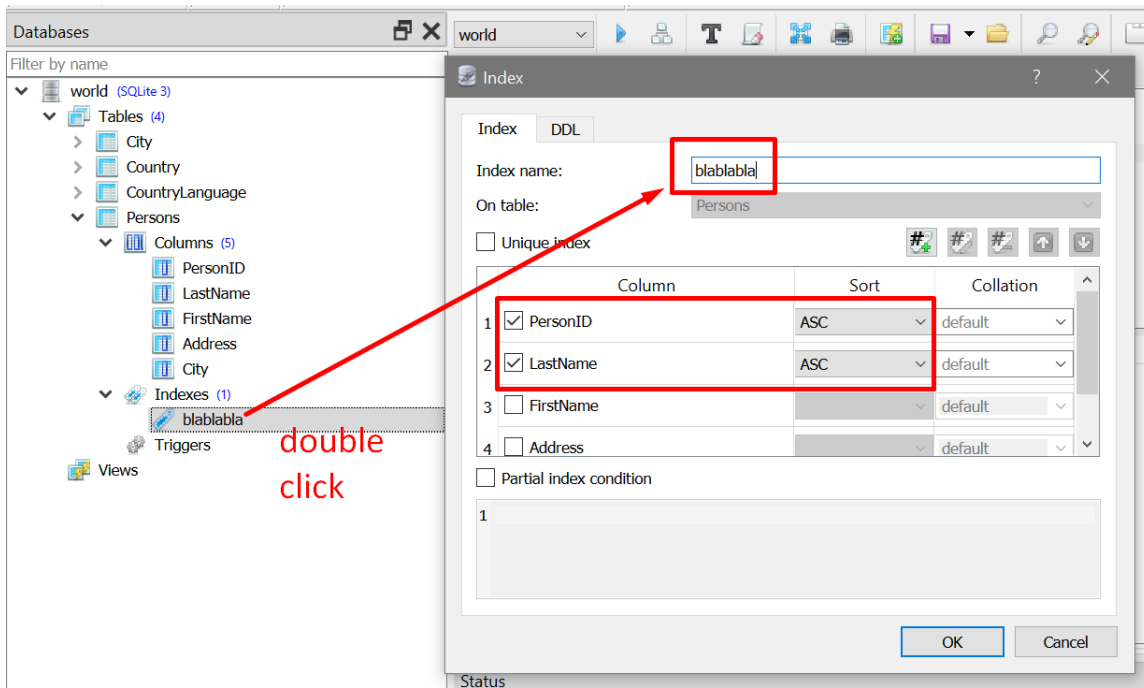 Databases
Filter by name
world (SQLite 3)
Tables (4)
City
Country
CountryLanguage
Persons
Columns (5)
PersonID
LastName
FirstName
Address
City
Indexes (1)
blablabla
Triggers
Views
double
click
world
Index
?
Index DDL
Index name: blablabla
On table: Persons
Unique index
Column Sort Collation
1 PersonID ASC default
2 LastName ASC default
3 FirstName default
4 Address default
Partial index condition
1
OK Cancel
Status